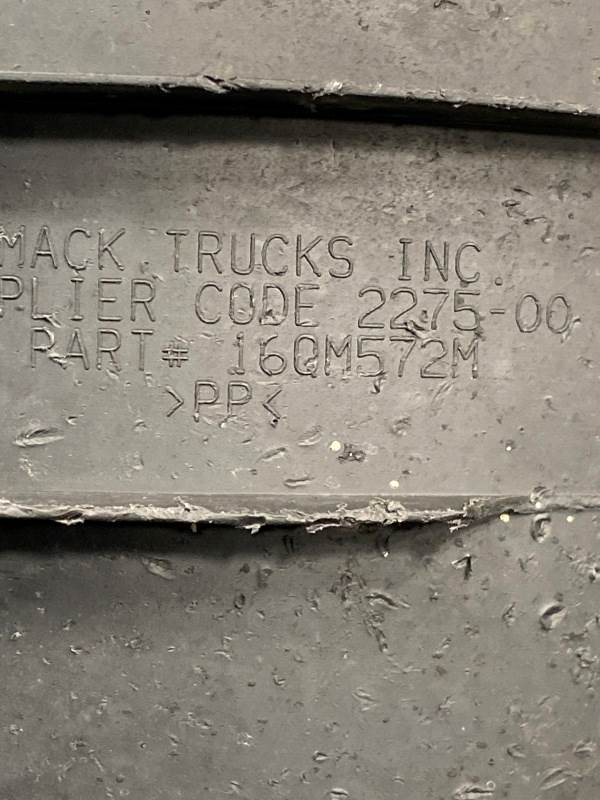 MACK TRUCKS INC.
PLIER CODE 2275-00
PART# 16QM572M
>PP<